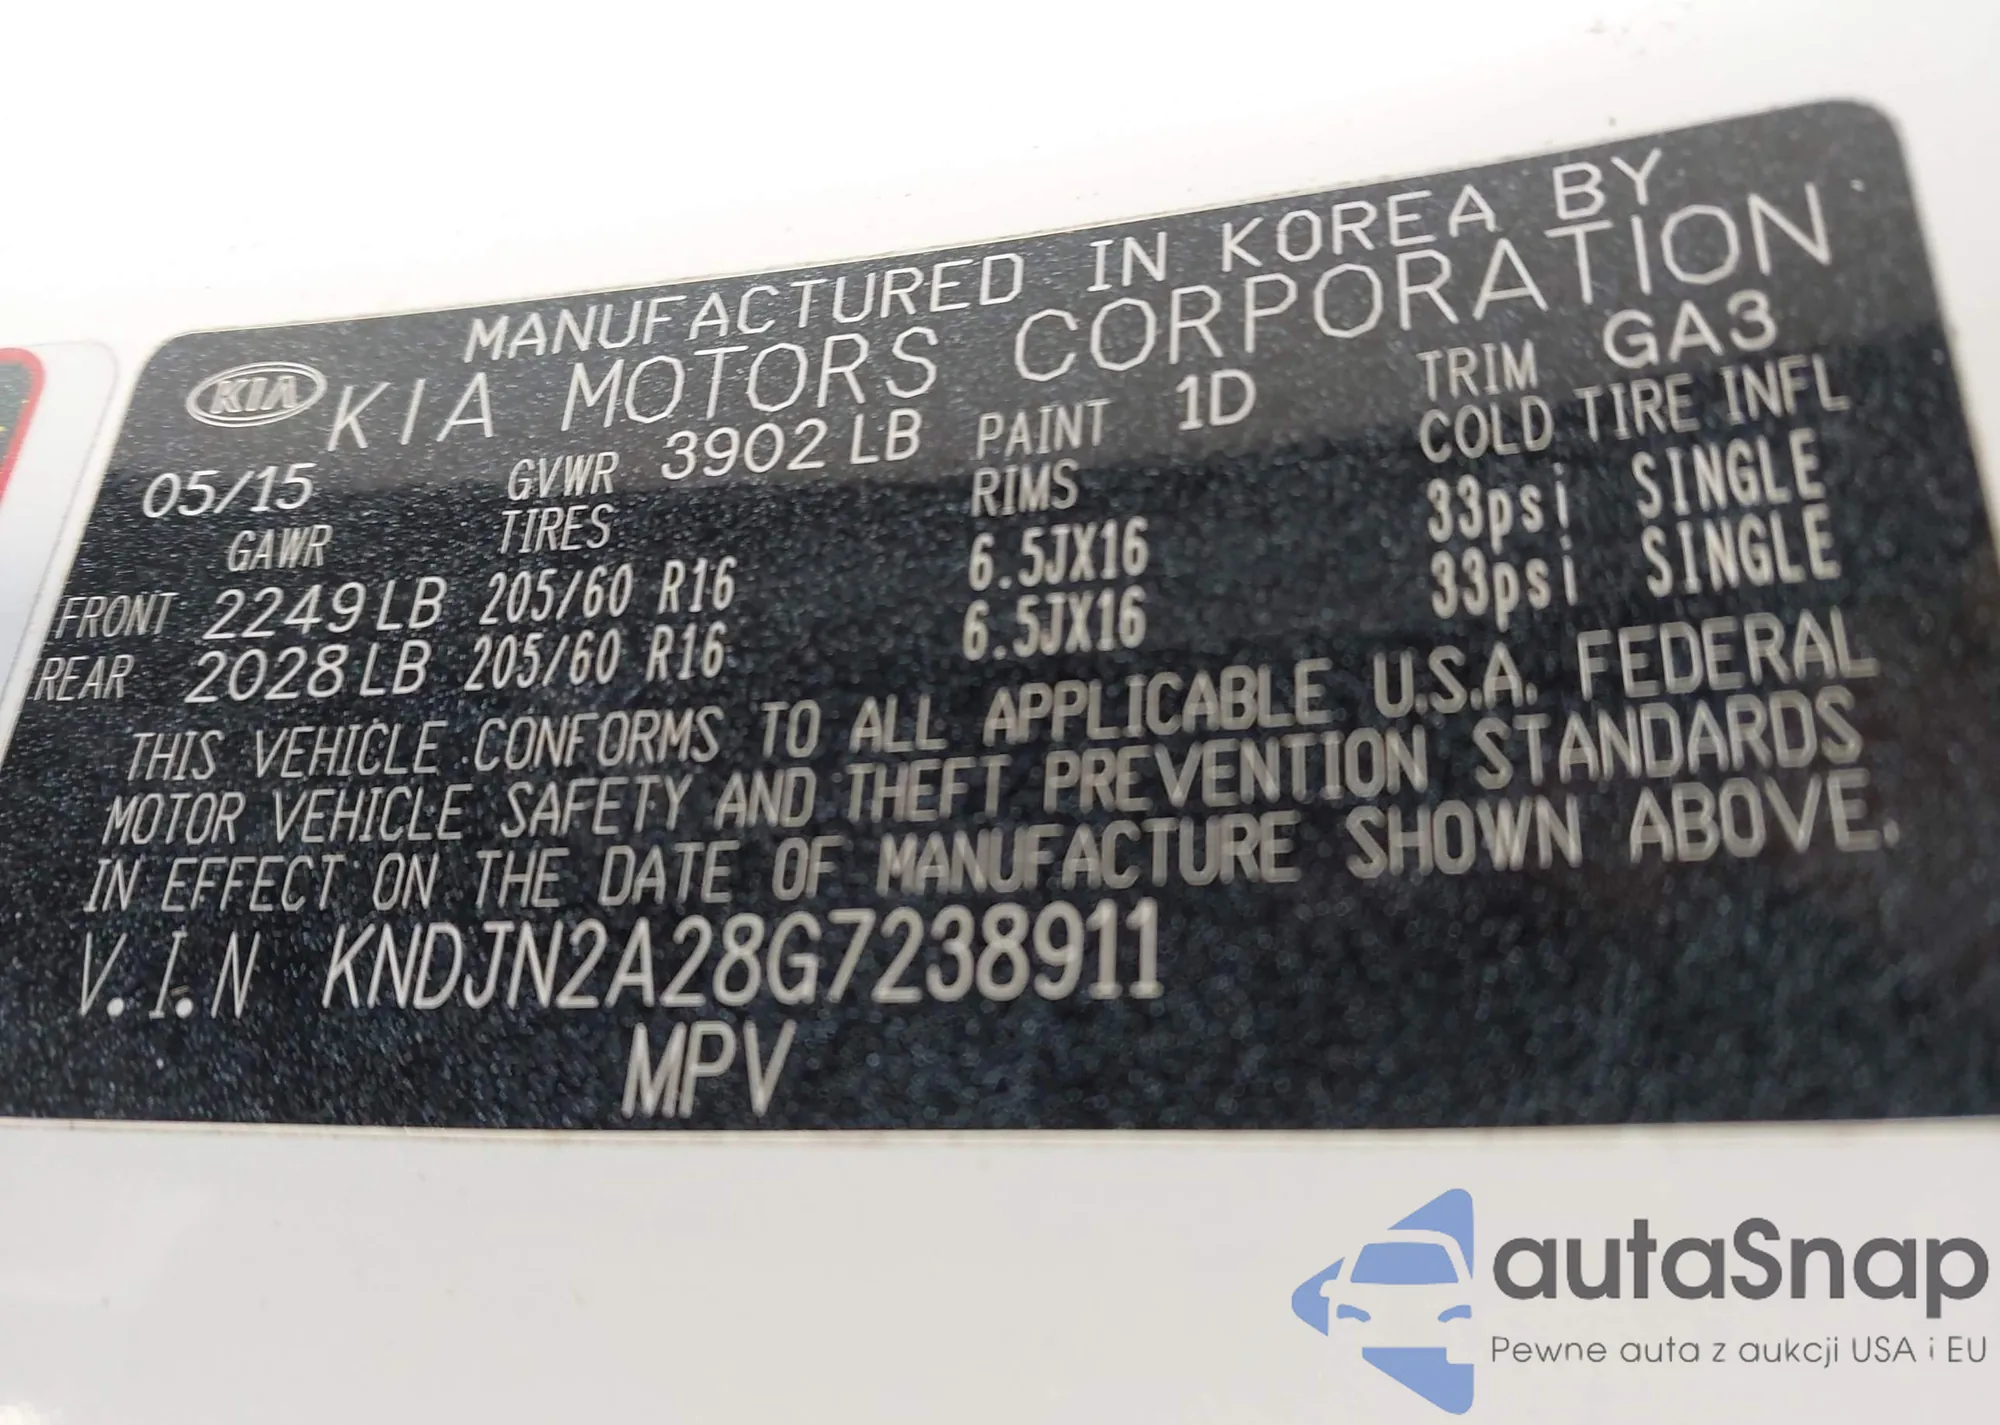 MANUFACTURED IN KOREA BY
KIA KIA MOTORS CORPORATION
05/15 GVWR 3902 LB PAINT 1D TRIM GA3
GAWR TIRES RIMS COLD TIRE INFL
FRONT 2249 LB 205/60 R16 6.5JX16 33psi SINGLE
REAR 2028 LB 205/60 R16 6.5JX16 33psi SINGLE
THIS VEHICLE CONFORMS TO ALL APPLICABLE U.S.A. FEDERAL
MOTOR VEHICLE SAFETY AND THEFT PREVENTION STANDARDS
IN EFFECT ON THE DATE OF MANUFACTURE SHOWN ABOVE.
V.I.N KNDJN2A28G7238911
MPV
autaSnap
Pewne auta z aukcji USA i EU